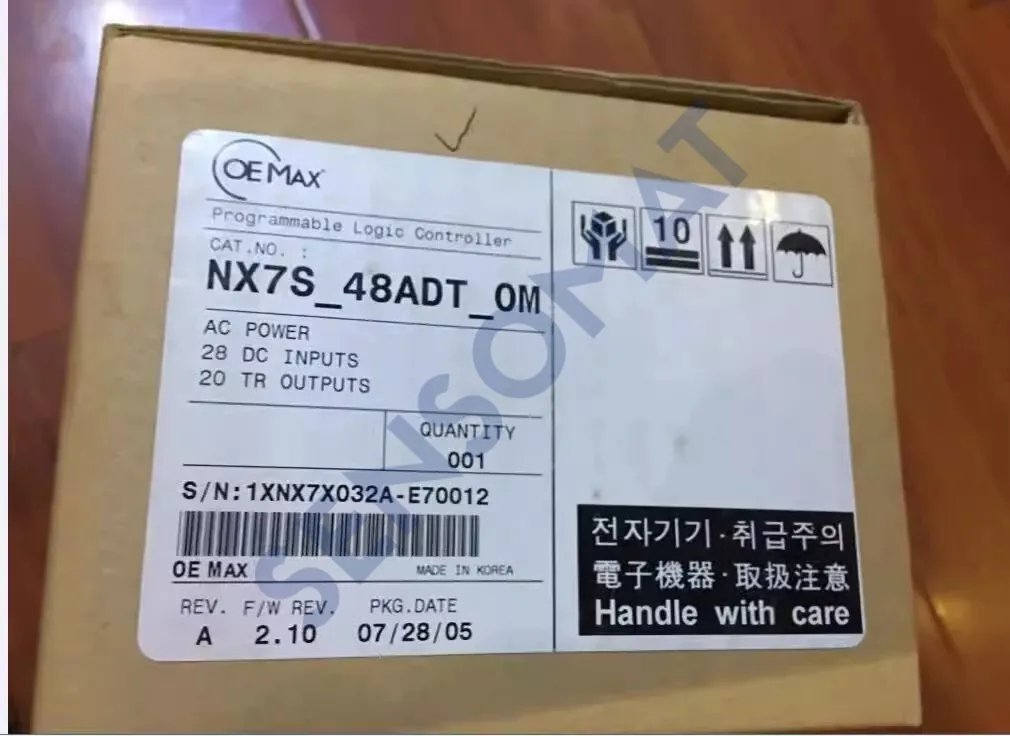 OE MAX
Programmable Logic Controller
CAT.NO. :
NX7S_48ADT_OM
AC POWER
28 DC INPUTS
20 TR OUTPUTS
QUANTITY
001
S/N:1XNX7X032A-E70012
OE MAX
MADE IN KOREA
REV. F/W REV. PKG.DATE
A 2.10 07/28/05
10
전자기기·취급주의
電子機器·取扱注意
Handle with care
SENSOMAT